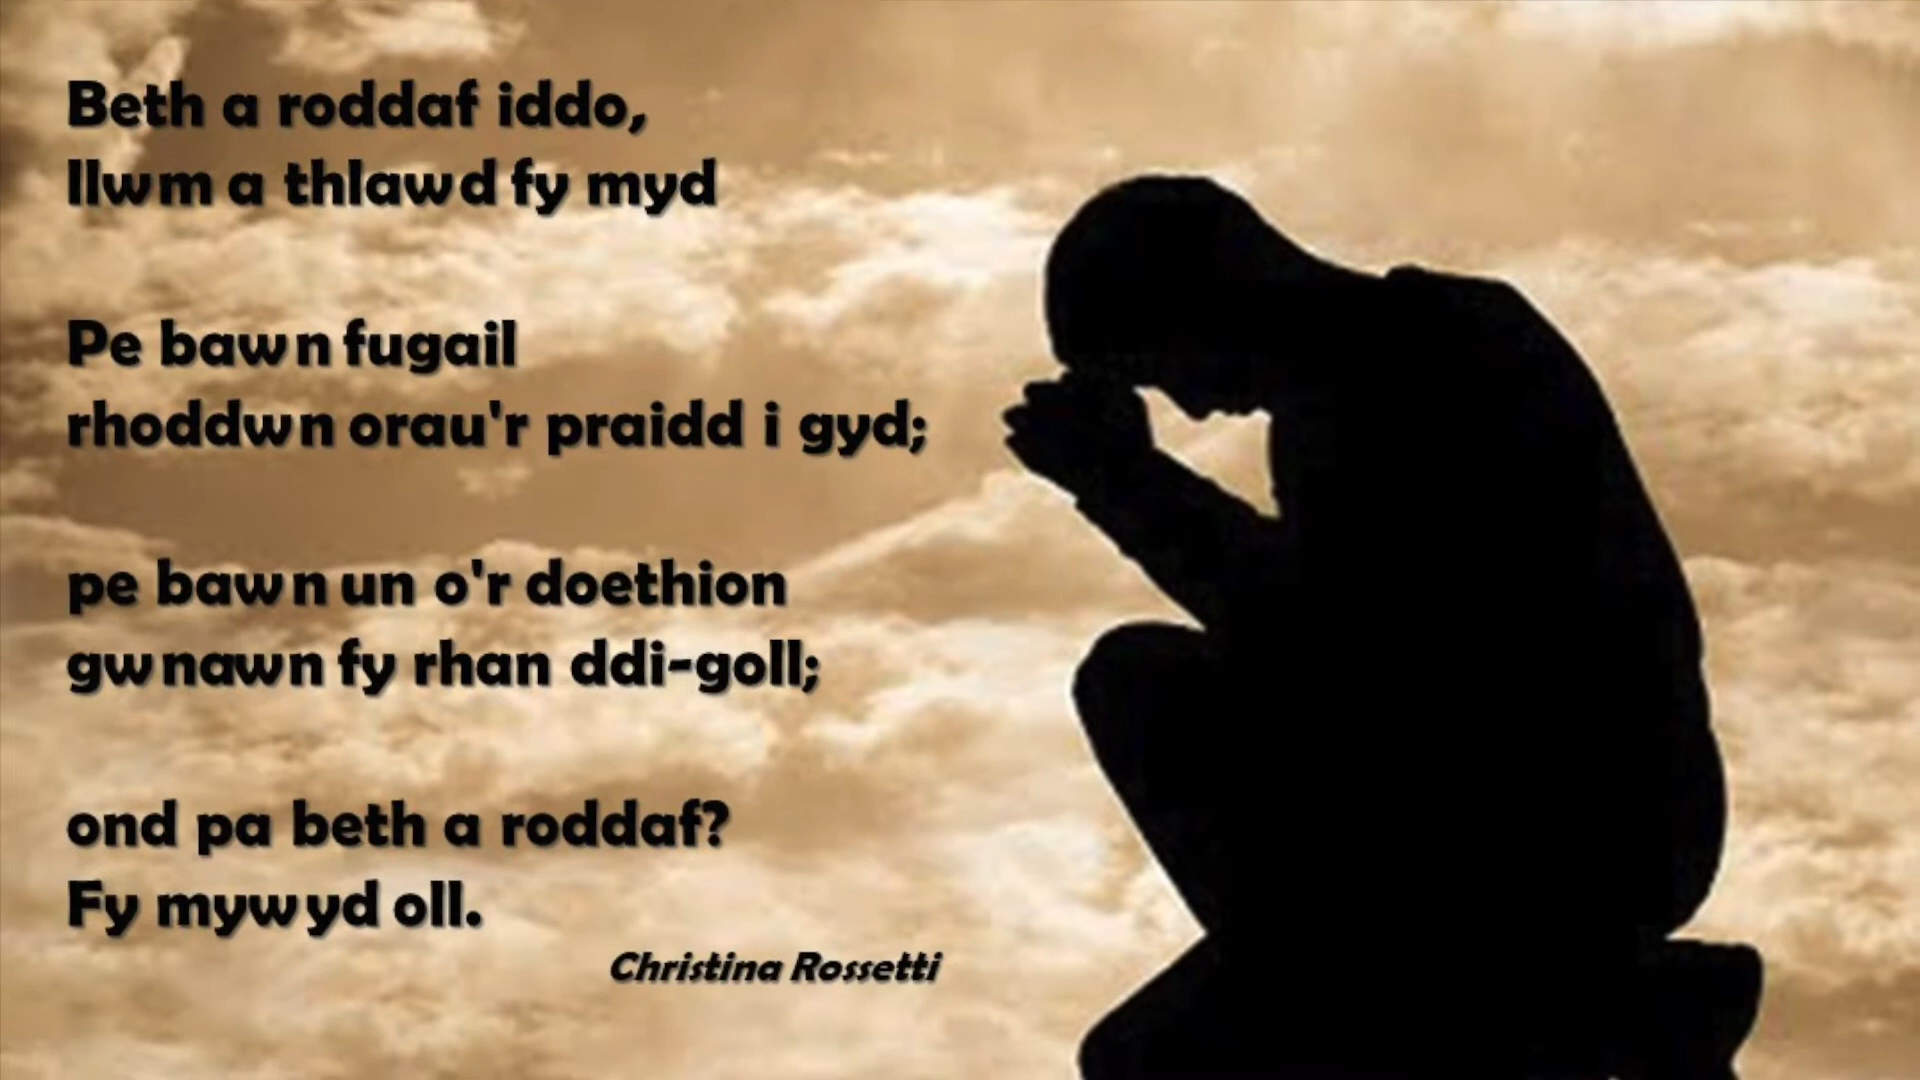 Beth a roddaf iddo,
llwm a thlawd fy myd
Pe bawn fugail
rhoddwn orau'r praidd i gyd;
pe bawn un o'r doethion
gwnawn fy rhan ddi-goll;
ond pa beth a roddaf?
Fy mywyd oll.
Christina Rossetti